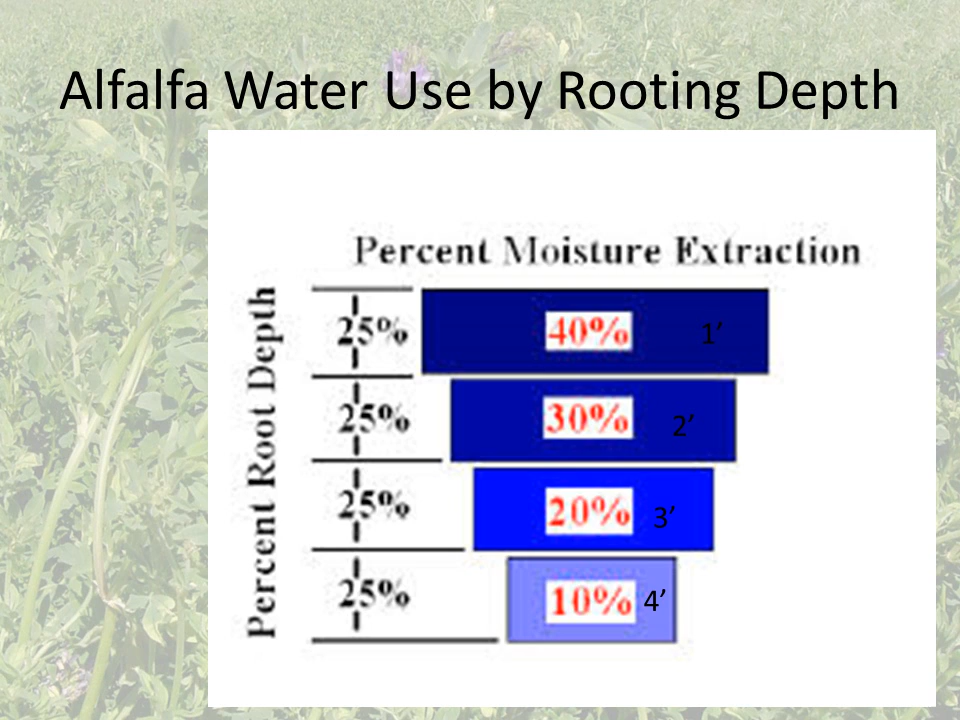 Alfalfa Water Use by Rooting Depth
Percent Moisture Extraction
Percent Root Depth
25% 40% 1’
25% 30% 2’
25% 20% 3’
25% 10% 4’